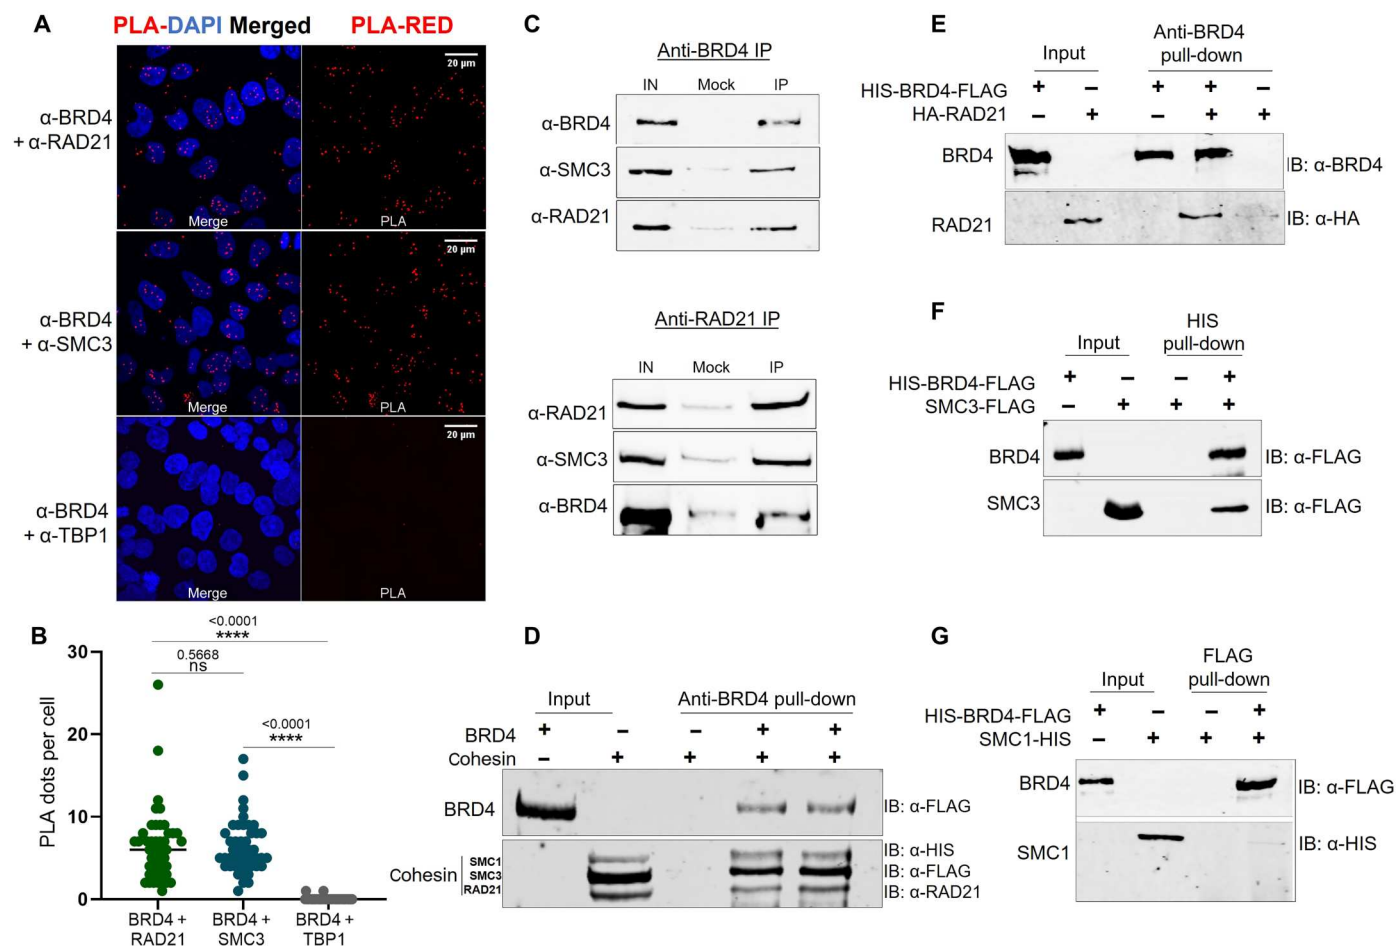 A
PLA-DAPI Merged
PLA-RED
α-BRD4
+ α-RAD21
20 μm
Merge
PLA
α-BRD4
+ α-SMC3
20 μm
Merge
PLA
α-BRD4
+ α-TBP1
20 μm
Merge
PLA
B
PLA dots per cell
30
20
10
0
<0.0001
****
0.5668
ns
<0.0001
****
BRD4 +
RAD21
BRD4 +
SMC3
BRD4 +
TBP1
C
Anti-BRD4 IP
IN Mock IP
α-BRD4
α-SMC3
α-RAD21
Anti-RAD21 IP
IN Mock IP
α-RAD21
α-SMC3
α-BRD4
D
Input Anti-BRD4 pull-down
BRD4 + – – + +
Cohesin – + + + +
BRD4 IB: α-FLAG
Cohesin
SMC1 IB: α-HIS
SMC3 IB: α-FLAG
RAD21 IB: α-RAD21
E
Input
Anti-BRD4
pull-down
HIS-BRD4-FLAG + – + + –
HA-RAD21 – + – + +
BRD4 IB: α-BRD4
RAD21 IB: α-HA
F
Input
HIS
pull-down
HIS-BRD4-FLAG + – – +
SMC3-FLAG – + + +
BRD4 IB: α-FLAG
SMC3 IB: α-FLAG
G
Input
FLAG
pull-down
HIS-BRD4-FLAG + – – +
SMC1-HIS – + + +
BRD4 IB: α-FLAG
SMC1 IB: α-HIS